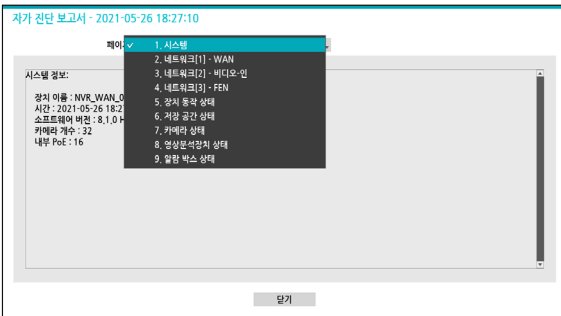 자가 진단 보고서 - 2021-05-26 18:27:10
페이지
✓ 1. 시스템
2. 네트워크[1] - WAN
3. 네트워크[2] - 비디오-인
4. 네트워크[3] - FEN
5. 장치 동작 상태
6. 저장 공간 상태
7. 카메라 상태
8. 영상분석장치 상태
9. 알람 박스 상태
시스템 정보:
장치 이름 : NVR_WAN_0
시간 : 2021-05-26 18:2
소프트웨어 버전 : 8.1.0
카메라 개수 : 32
내부 PoE : 16
닫기